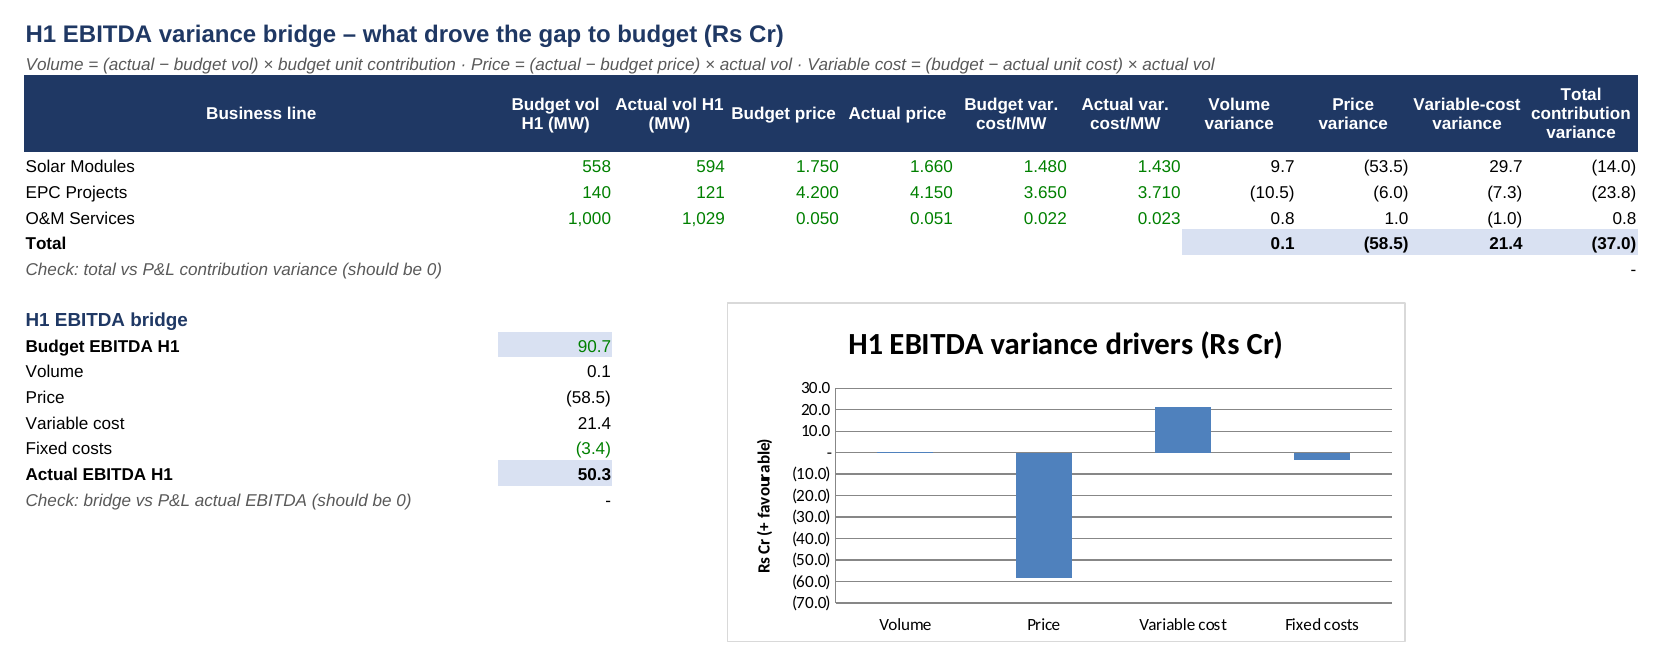 H1 EBITDA variance bridge – what drove the gap to budget (Rs Cr)
Volume = (actual − budget vol) × budget unit contribution · Price = (actual − budget price) × actual vol · Variable cost = (budget − actual unit cost) × actual vol
Business line Budget vol H1 (MW) Actual vol H1 (MW) Budget price Actual price Budget var. cost/MW Actual var. cost/MW Volume variance Price variance Variable-cost variance Total contribution variance
Solar Modules 558 594 1.750 1.660 1.480 1.430 9.7 (53.5) 29.7 (14.0)
EPC Projects 140 121 4.200 4.150 3.650 3.710 (10.5) (6.0) (7.3) (23.8)
O&M Services 1,000 1,029 0.050 0.051 0.022 0.023 0.8 1.0 (1.0) 0.8
Total 0.1 (58.5) 21.4 (37.0)
Check: total vs P&L contribution variance (should be 0) -
H1 EBITDA bridge
Budget EBITDA H1 90.7
Volume 0.1
Price (58.5)
Variable cost 21.4
Fixed costs (3.4)
Actual EBITDA H1 50.3
Check: bridge vs P&L actual EBITDA (should be 0) -
H1 EBITDA variance drivers (Rs Cr)
Rs Cr (+ favourable)
30.0
20.0
10.0
-
(10.0)
(20.0)
(30.0)
(40.0)
(50.0)
(60.0)
(70.0)
Volume Price Variable cost Fixed costs